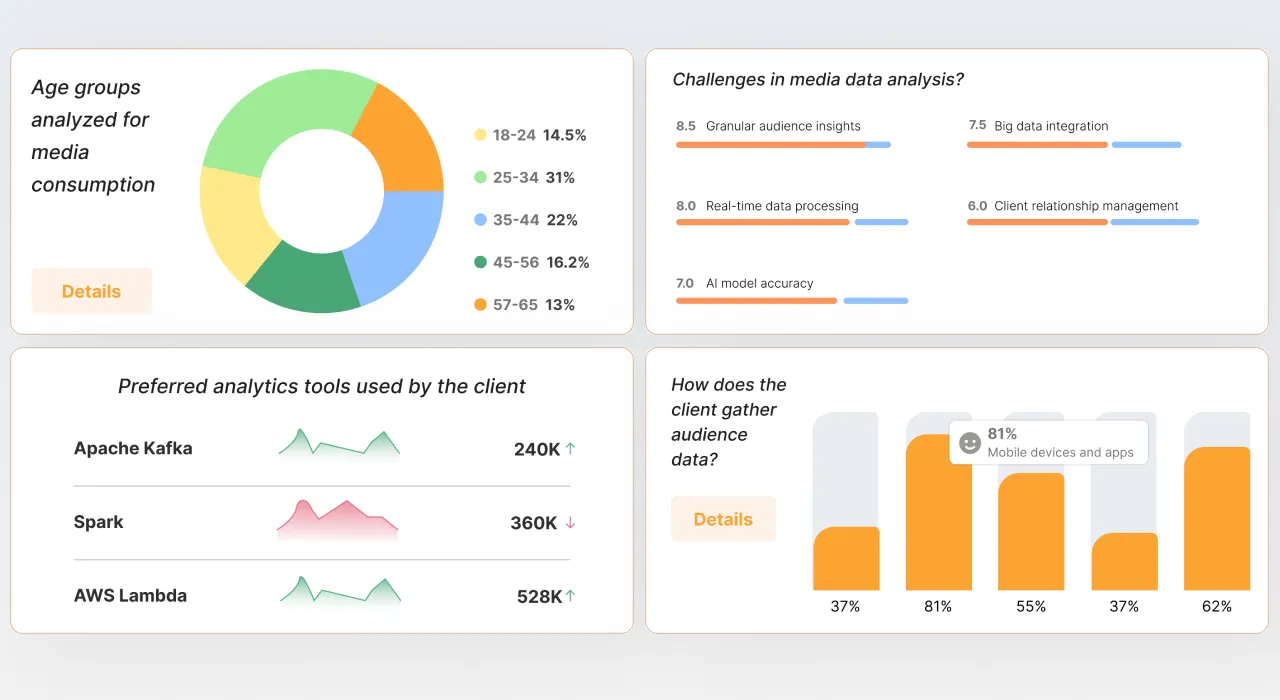 Age groups
analyzed for
media
consumption
18-24 14.5%
25-34 31%
35-44 22%
45-56 16.2%
57-65 13%
Details
Challenges in media data analysis?
8.5 Granular audience insights
7.5 Big data integration
8.0 Real-time data processing
6.0 Client relationship management
7.0 AI model accuracy
Preferred analytics tools used by the client
Apache Kafka 240K ↑
Spark 360K ↓
AWS Lambda 528K ↑
How does the
client gather
audience
data?
Details
81%
Mobile devices and apps
37% 81% 55% 37% 62%